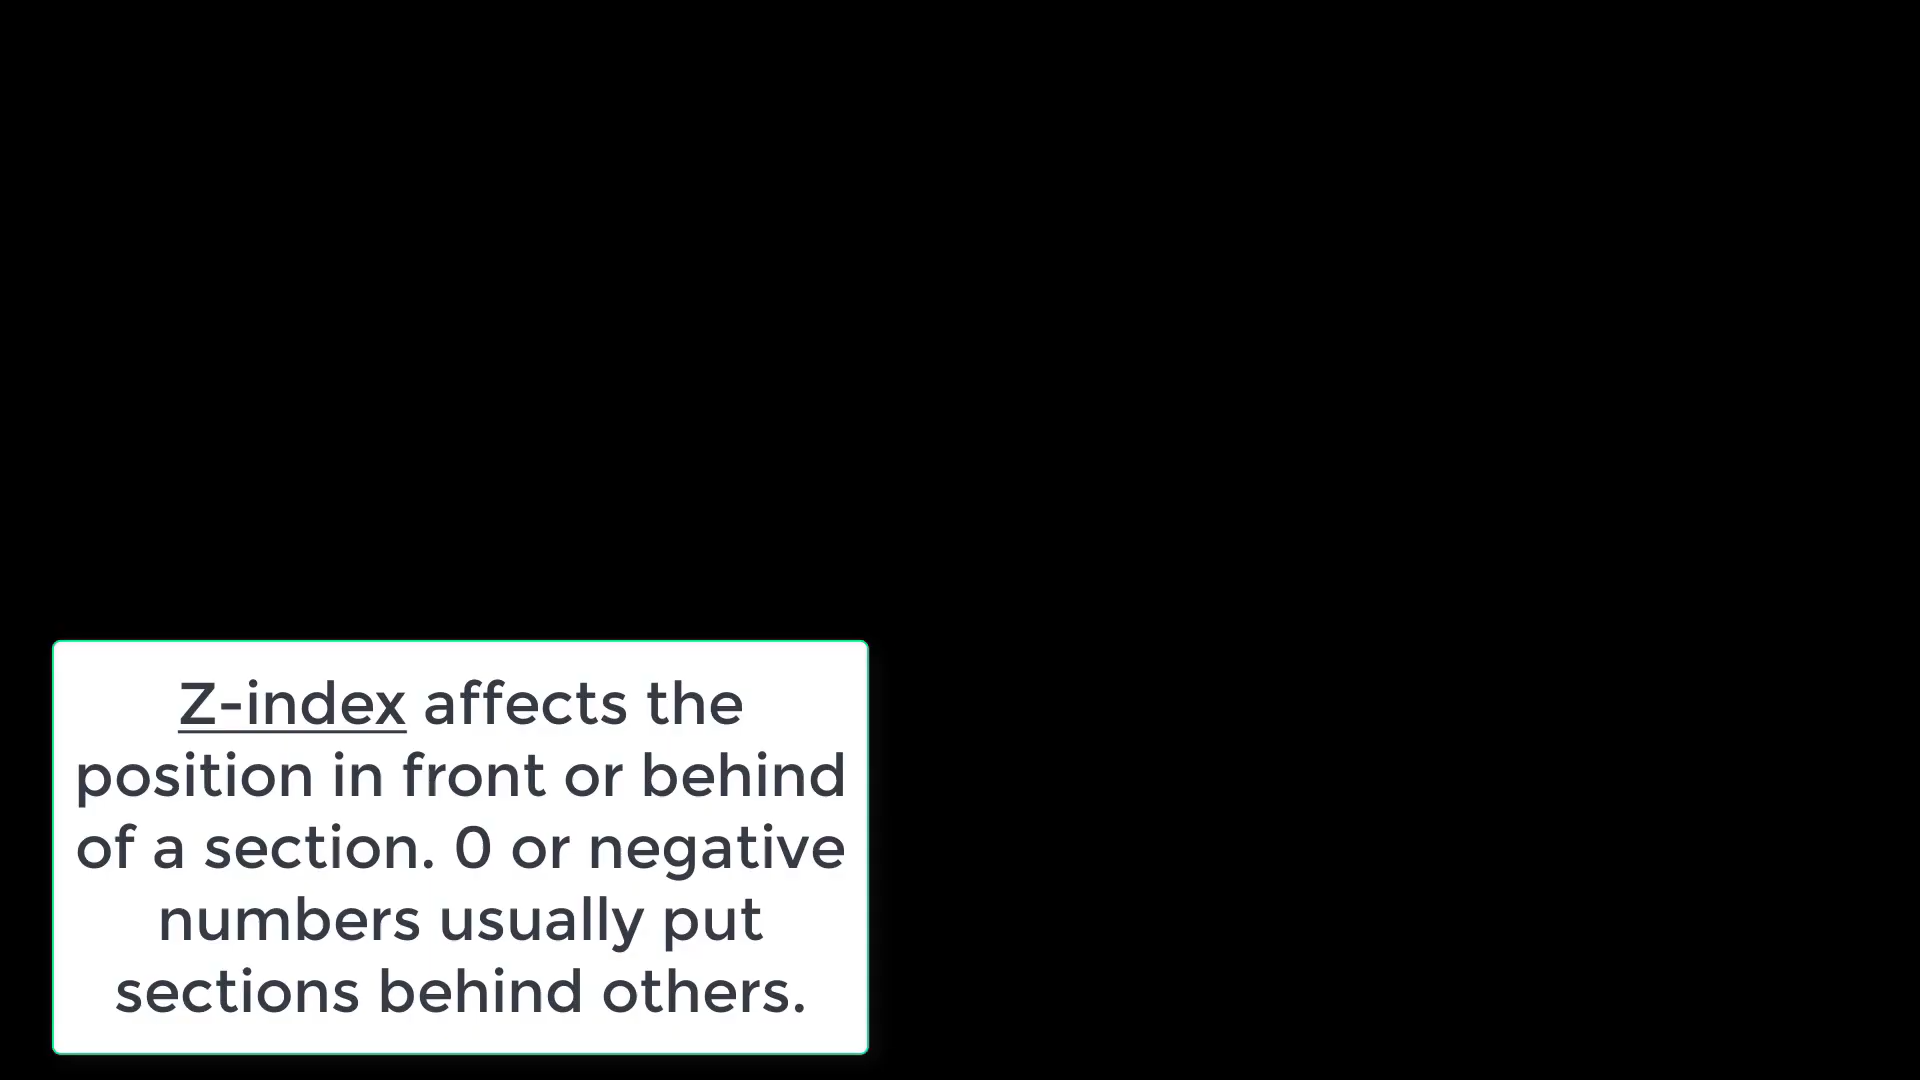 Z-index affects the
position in front or behind
of a section. 0 or negative
numbers usually put
sections behind others.